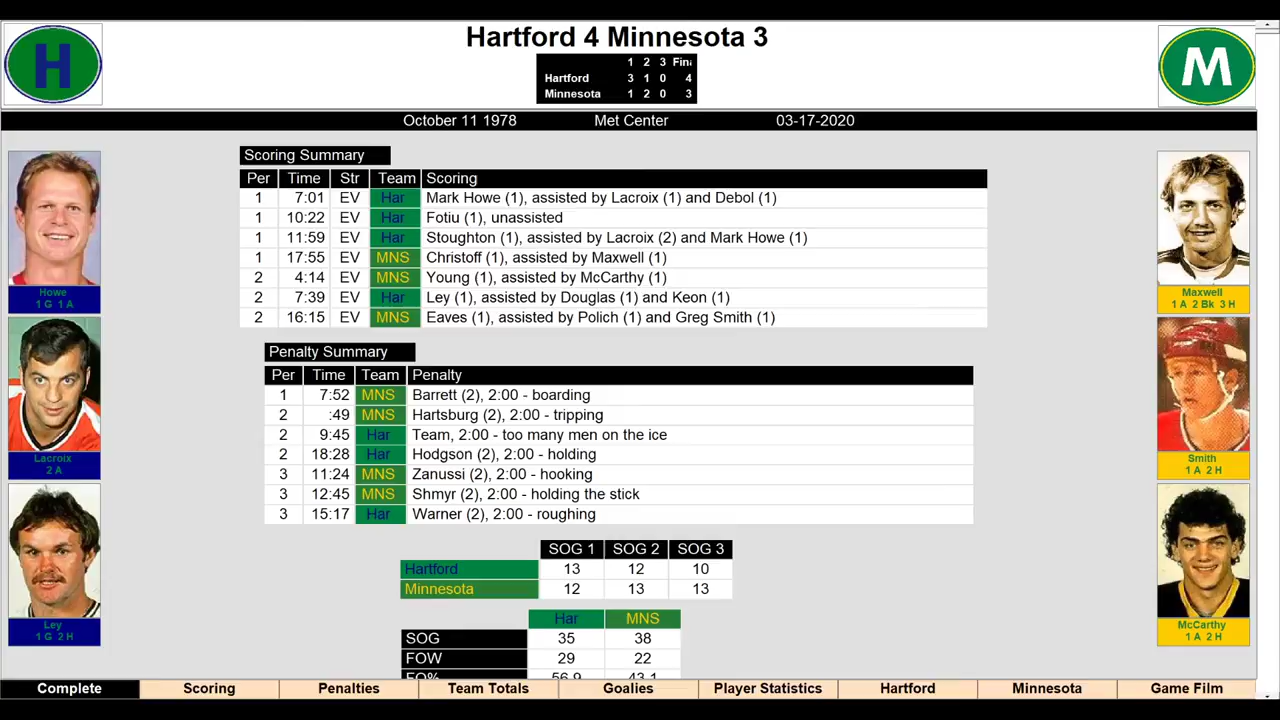 Hartford 4 Minnesota 3
H
M
1 2 3 Fina
Hartford 3 1 0 4
Minnesota 1 2 0 3
October 11 1978 Met Center 03-17-2020
Scoring Summary
Per Time Str Team Scoring
1 7:01 EV Har Mark Howe (1), assisted by Lacroix (1) and Debol (1)
1 10:22 EV Har Fotiu (1), unassisted
1 11:59 EV Har Stoughton (1), assisted by Lacroix (2) and Mark Howe (1)
1 17:55 EV MNS Christoff (1), assisted by Maxwell (1)
2 4:14 EV MNS Young (1), assisted by McCarthy (1)
2 7:39 EV Har Ley (1), assisted by Douglas (1) and Keon (1)
2 16:15 EV MNS Eaves (1), assisted by Polich (1) and Greg Smith (1)
Howe
1 G 1 A
Maxwell
1 A 2 Bk 3 H
Penalty Summary
Per Time Team Penalty
1 7:52 MNS Barrett (2), 2:00 - boarding
2 :49 MNS Hartsburg (2), 2:00 - tripping
2 9:45 Har Team, 2:00 - too many men on the ice
2 18:28 Har Hodgson (2), 2:00 - holding
3 11:24 MNS Zanussi (2), 2:00 - hooking
3 12:45 MNS Shmyr (2), 2:00 - holding the stick
3 15:17 Har Warner (2), 2:00 - roughing
Lacroix
2 A
Smith
1 A 2 H
SOG 1 SOG 2 SOG 3
Hartford 13 12 10
Minnesota 12 13 13
Har MNS
SOG 35 38
FOW 29 22
FO% 56.9 43.1
Ley
1 G 2 H
McCarthy
1 A 2 H
Complete Scoring Penalties Team Totals Goalies Player Statistics Hartford Minnesota Game Film